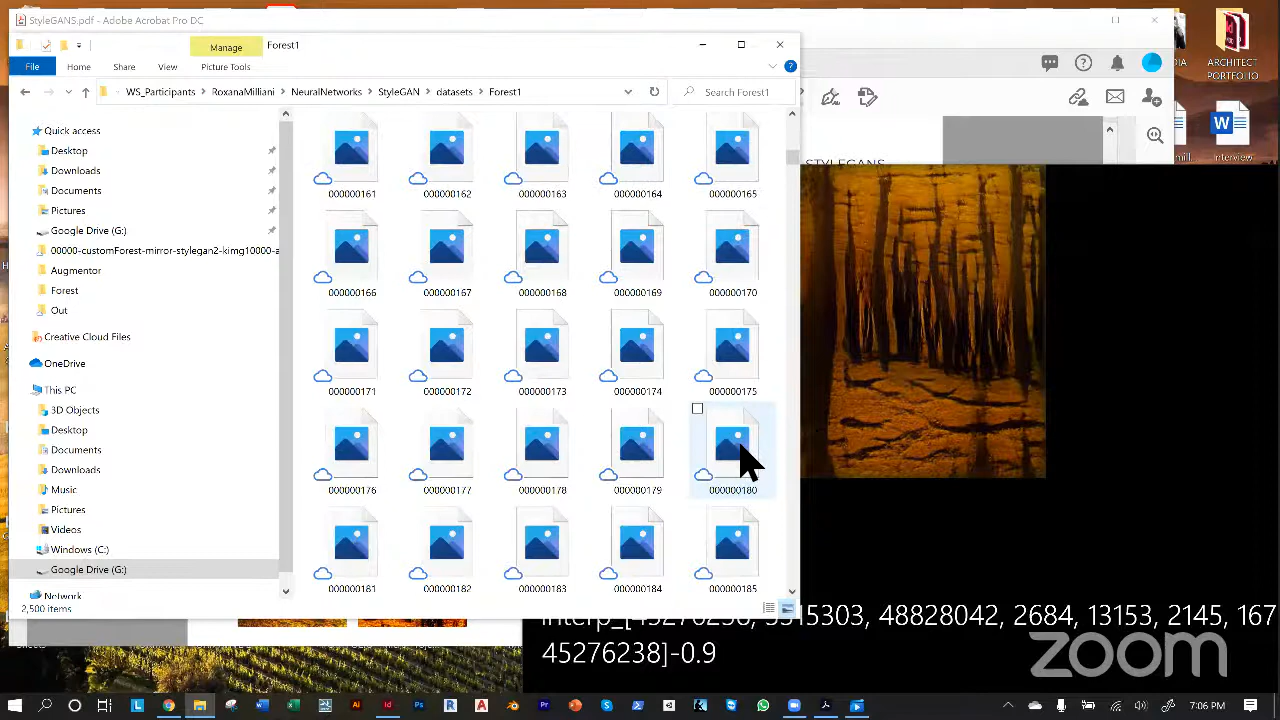 StyleGANS.pdf - Adobe Acrobat Pro DC
Manage
Forest1
File
Home
Share
View
Picture Tools
WS_Participants
RoxanaMilliani
NeuralNetworks
StyleGAN
datasets
Forest1
Search Forest1
ARCHITECT
PORTFOLIO
Interview
STYLEGANS
Quick access
Desktop
Downloads
Documents
Pictures
Google Drive (G:)
00000-customForest-mirror-stylegan2-kimg10000-a
Augmentor
Forest
Out
Creative Cloud Files
OneDrive
This PC
3D Objects
Desktop
Documents
Downloads
Music
Pictures
Videos
Windows (C:)
Google Drive (G:)
Network
000000161 000000162 000000163 000000164 000000165
000000166 000000167 000000168 000000169 000000170
000000171 000000172 000000173 000000174 000000175
000000176 000000177 000000178 000000179 000000180
000000181 000000182 000000183 000000184 000000185
2,500 items
48828042, 2684, 13153, 2145, 167
45276238]-0.9
zoom
7:06 PM